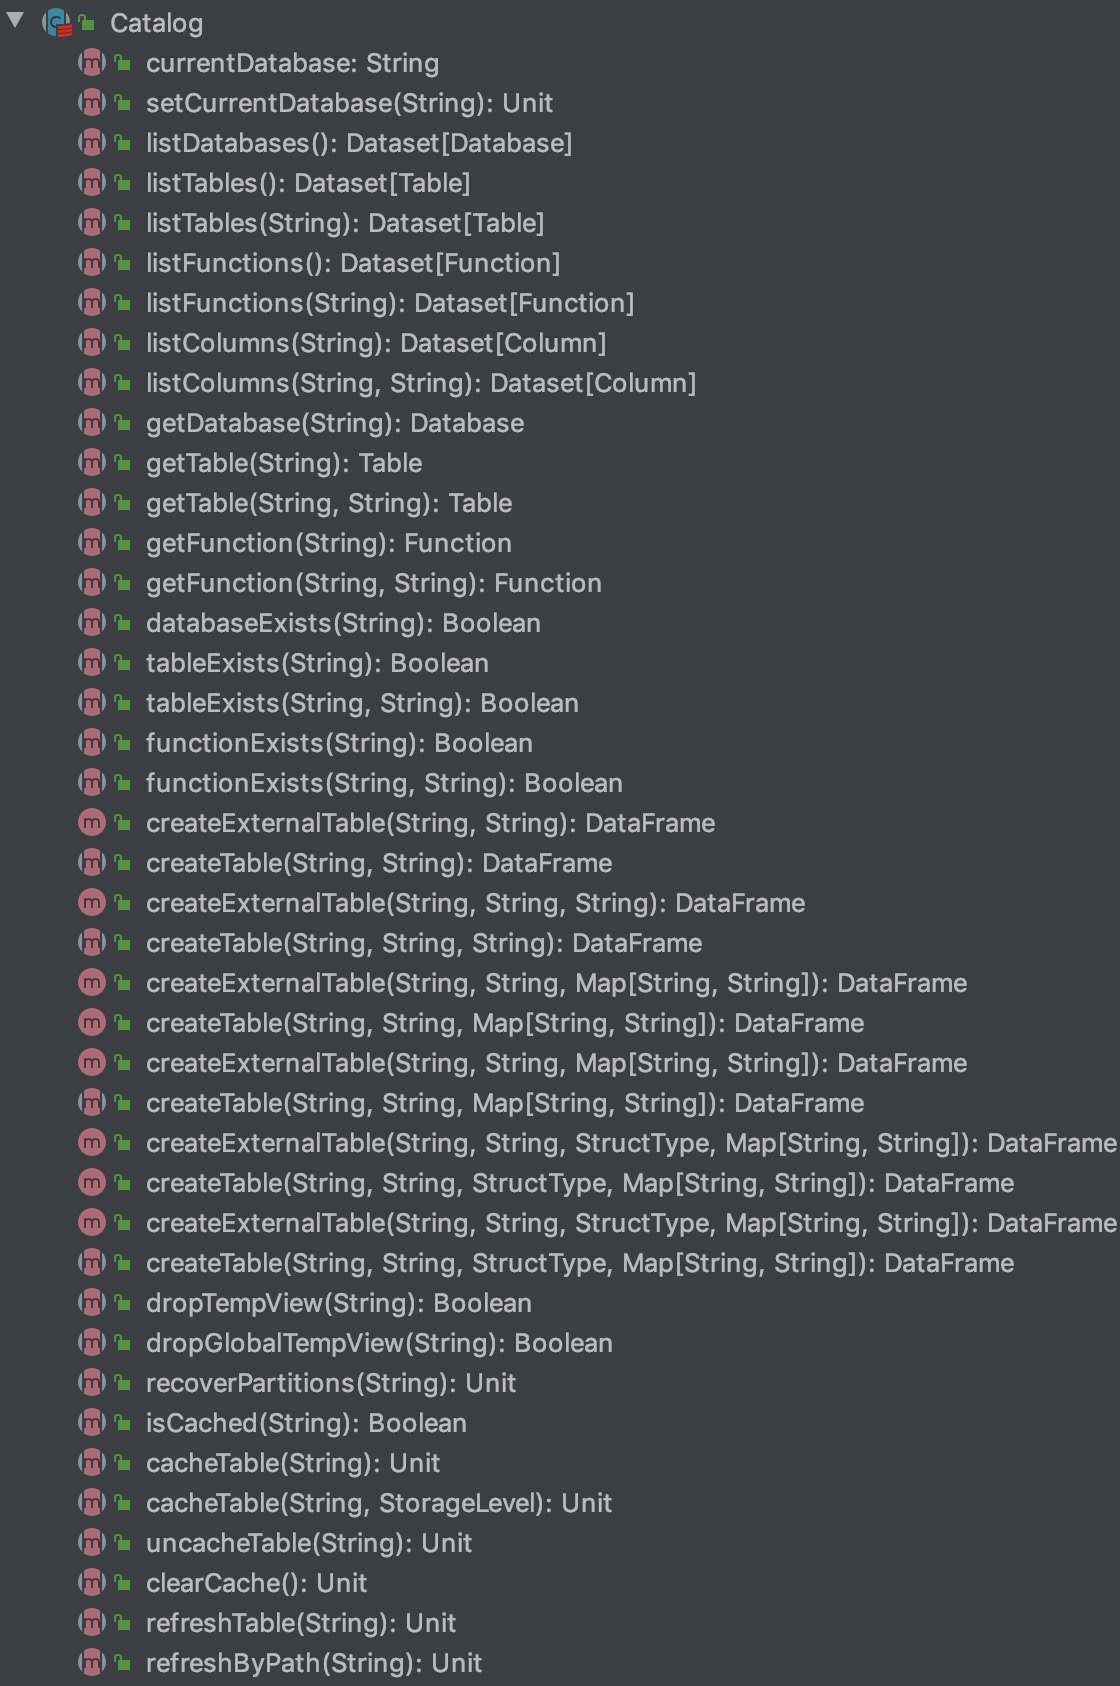 Catalog
currentDatabase: String
setCurrentDatabase(String): Unit
listDatabases(): Dataset[Database]
listTables(): Dataset[Table]
listTables(String): Dataset[Table]
listFunctions(): Dataset[Function]
listFunctions(String): Dataset[Function]
listColumns(String): Dataset[Column]
listColumns(String, String): Dataset[Column]
getDatabase(String): Database
getTable(String): Table
getTable(String, String): Table
getFunction(String): Function
getFunction(String, String): Function
databaseExists(String): Boolean
tableExists(String): Boolean
tableExists(String, String): Boolean
functionExists(String): Boolean
functionExists(String, String): Boolean
createExternalTable(String, String): DataFrame
createTable(String, String): DataFrame
createExternalTable(String, String, String): DataFrame
createTable(String, String, String): DataFrame
createExternalTable(String, String, Map[String, String]): DataFrame
createTable(String, String, Map[String, String]): DataFrame
createExternalTable(String, String, Map[String, String]): DataFrame
createTable(String, String, Map[String, String]): DataFrame
createExternalTable(String, String, StructType, Map[String, String]): DataFrame
createTable(String, String, StructType, Map[String, String]): DataFrame
createExternalTable(String, String, StructType, Map[String, String]): DataFrame
createTable(String, String, StructType, Map[String, String]): DataFrame
dropTempView(String): Boolean
dropGlobalTempView(String): Boolean
recoverPartitions(String): Unit
isCached(String): Boolean
cacheTable(String): Unit
cacheTable(String, StorageLevel): Unit
uncacheTable(String): Unit
clearCache(): Unit
refreshTable(String): Unit
refreshByPath(String): Unit